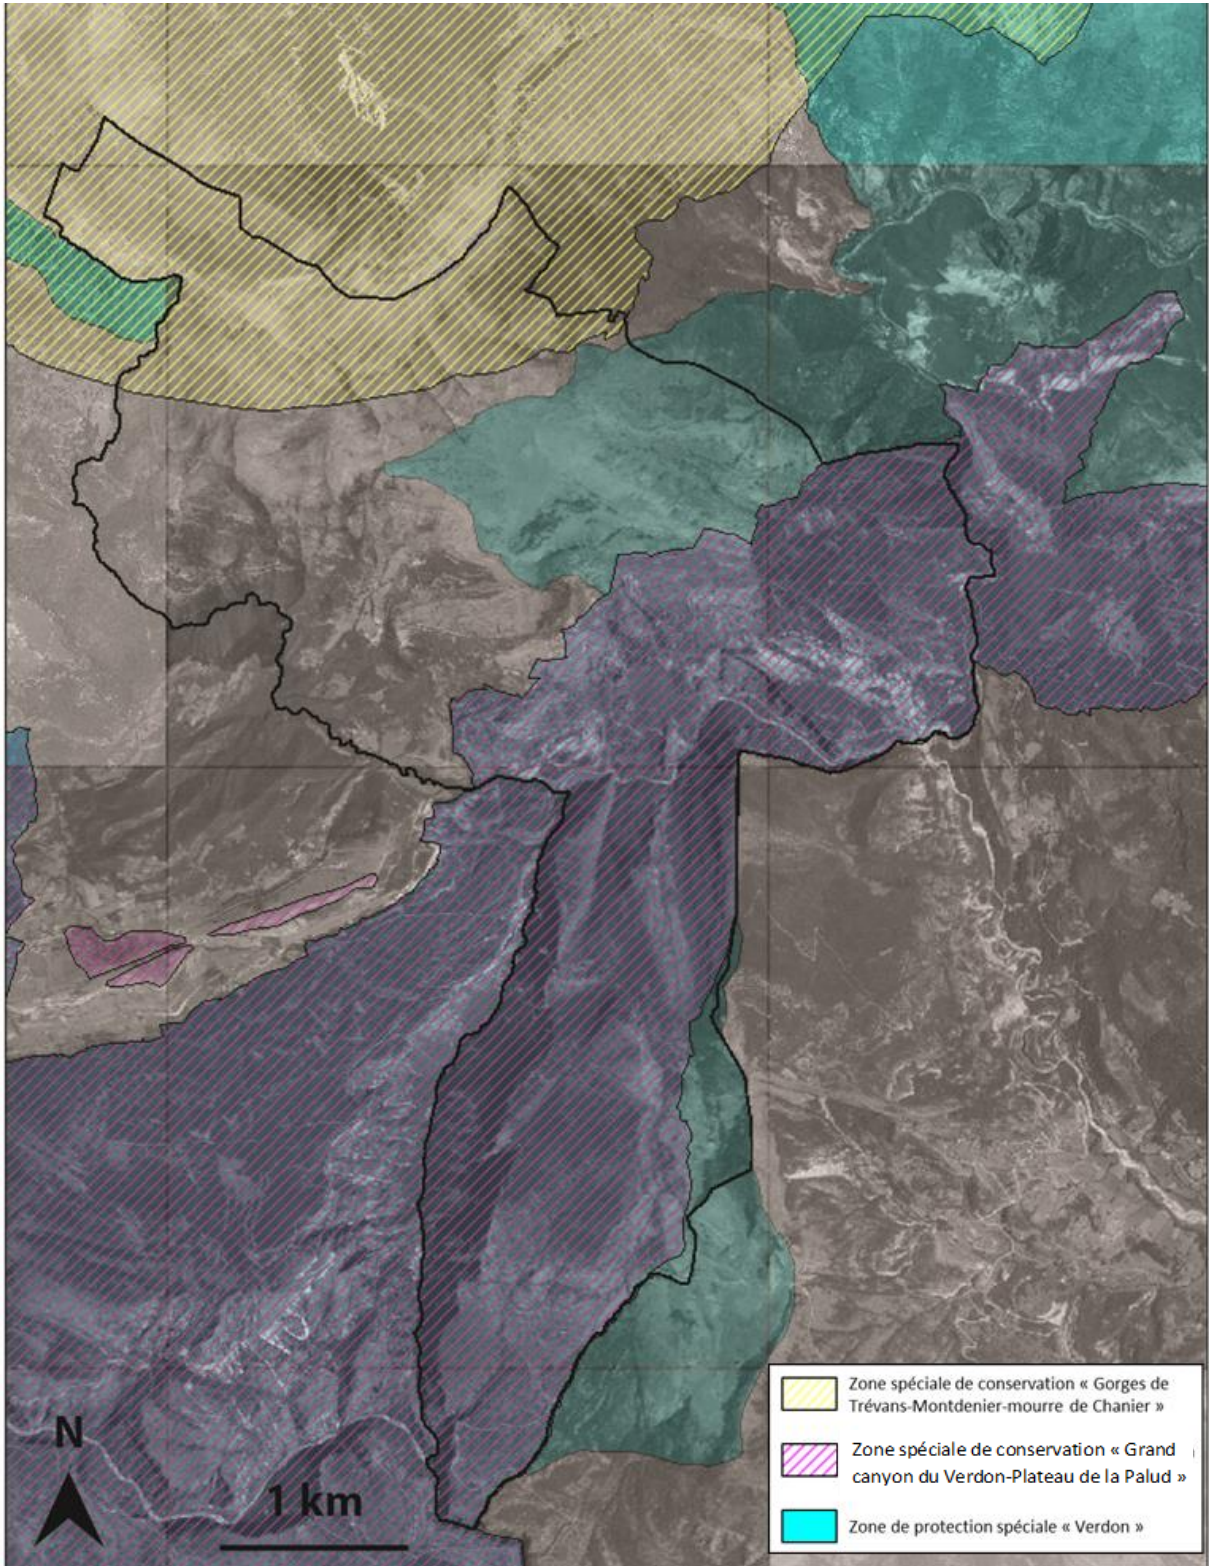 N
1 km
Zone spéciale de conservation « Gorges de
Trévans-Montdenier-mourre de Chanier »
Zone spéciale de conservation « Grand
canyon du Verdon-Plateau de la Palud »
Zone de protection spéciale « Verdon »